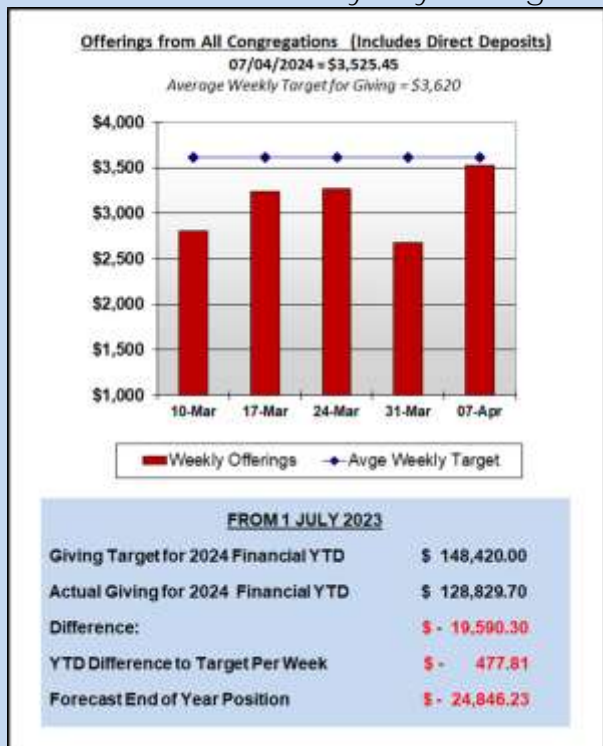 Offerings from All Congregations (Includes Direct Deposits)
07/04/2024 = $3,525.45
Average Weekly Target for Giving = $3,620
$4,000
$3,500
$3,000
$2,500
$2,000
$1,500
$1,000
10-Mar 17-Mar 24-Mar 31-Mar 07-Apr
Weekly Offerings Avge Weekly Target
FROM 1 JULY 2023
Giving Target for 2024 Financial YTD $ 148,420.00
Actual Giving for 2024 Financial YTD $ 128,829.70
Difference: $ - 19,590.30
YTD Difference to Target Per Week $ - 477.81
Forecast End of Year Position $ - 24,846.23